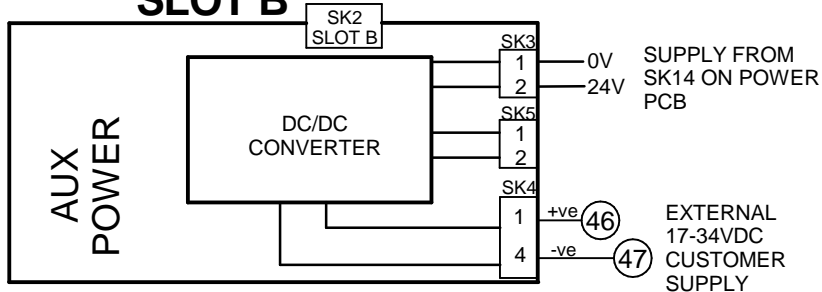 SLOT B
SK2
SLOT B
SK3
1
2
0V
24V
SUPPLY FROM
SK14 ON POWER
PCB
DC/DC
CONVERTER
SK5
1
2
AUX
POWER
SK4
1
4
+ve
46
-ve
47
EXTERNAL
17-34VDC
CUSTOMER
SUPPLY